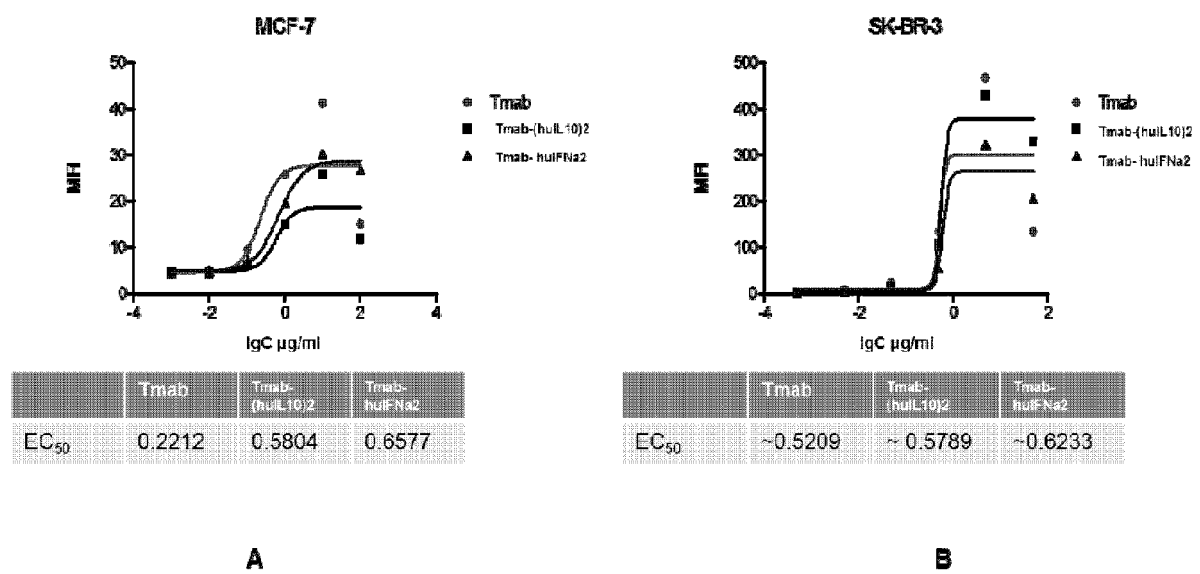 MCF-7
50
40
30
20
10
0
-4
-2
0
2
4
MFI
lgC µg/ml
Tmab
Tmab-(huIL10)2
Tmab- huIFNa2
Tmab Tmab-(huIL10)2 Tmab-huIFNa2
EC50 0.2212 0.5804 0.6577
A
SK-BR-3
500
400
300
200
100
0
-4
-2
0
2
MFI
lgC µg/ml
Tmab
Tmab-(huIL10)2
Tmab- huIFNa2
Tmab Tmab-(huIL10)2 Tmab-huIFNa2
EC50 ~0.5209 ~ 0.5789 ~0.6233
B